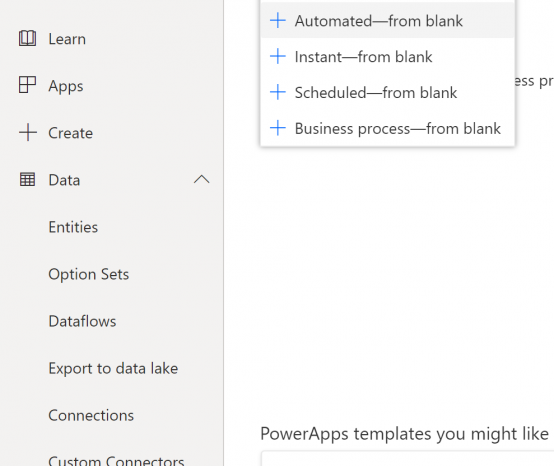 Learn
Apps
Create
Data
Entities
Option Sets
Dataflows
Export to data lake
Connections
Custom Connectors
Automated—from blank
Instant—from blank
Scheduled—from blank
Business process—from blank
ess pr
PowerApps templates you might like